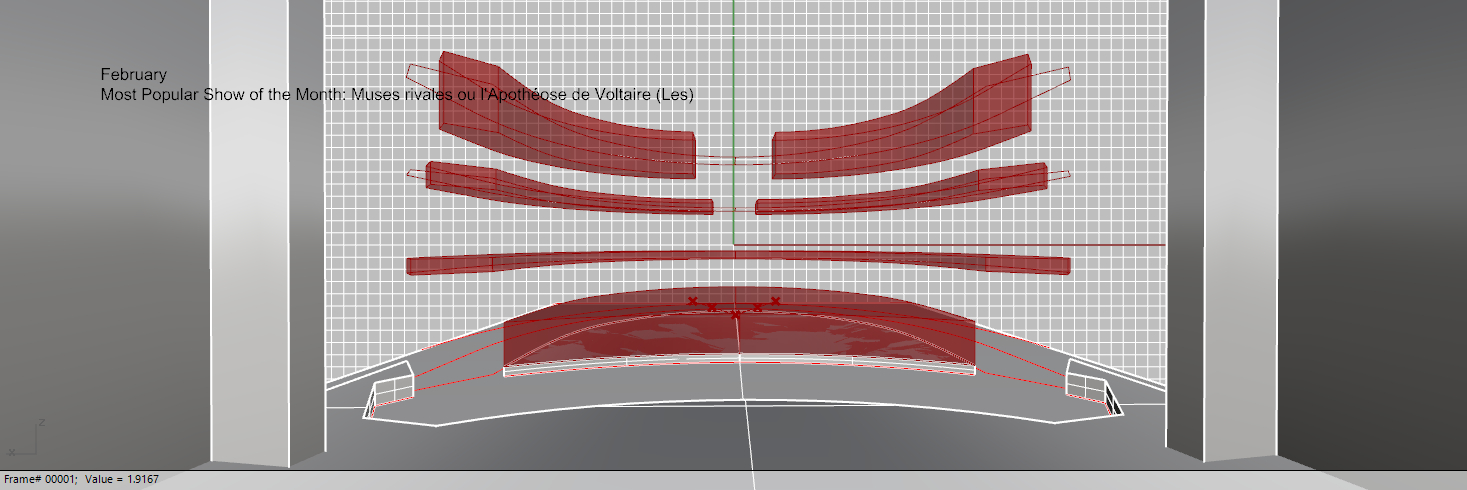 February
Most Popular Show of the Month: Muses rivales ou l'Apothéose de Voltaire (Les)
z
x
Frame# 00001;  Value = 1.9167